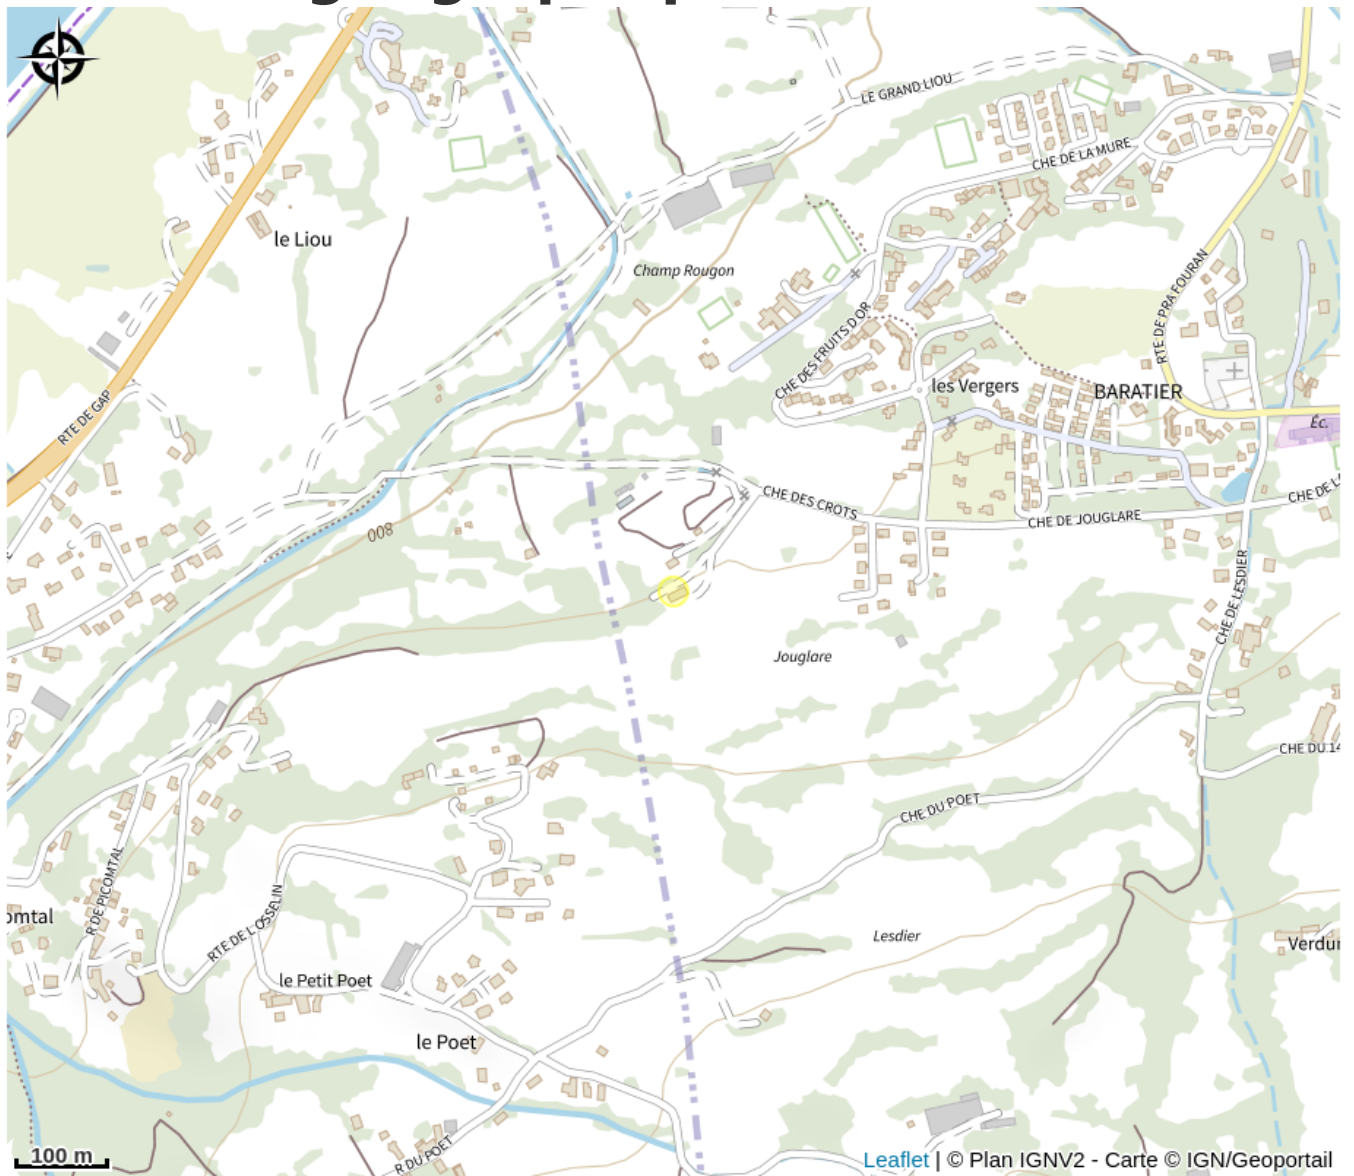 LE GRAND LIOU
CHE DE LA MURE
le Liou
Champ Rougon
RTE DE PRA FOURAN
CHE DES FRUITS D'OR
les Vergers
BARATIER
RTE DE GAP
Éc.
CHE DES CROTS
CHE DE JOUGLARE
CHE DE LA
800
CHE DE LESDIER
Jouglare
CHE DU 14
CHE DU POET
R DE PICOMTAL
RTE DE L'OSSELIN
omtal
Lesdier
Verdun
le Petit Poet
le Poet
R DU POET
100 m
Leaflet | © Plan IGNV2 - Carte © IGN/Geoportail